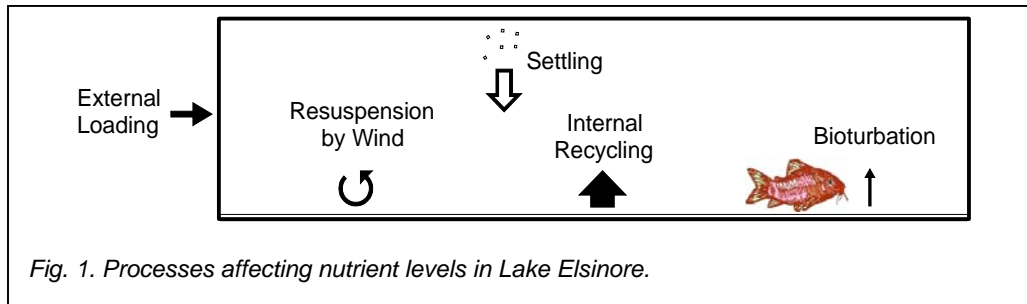 Settling
External
Loading
Resuspension
by Wind
Internal
Recycling
Bioturbation
Fig. 1. Processes affecting nutrient levels in Lake Elsinore.